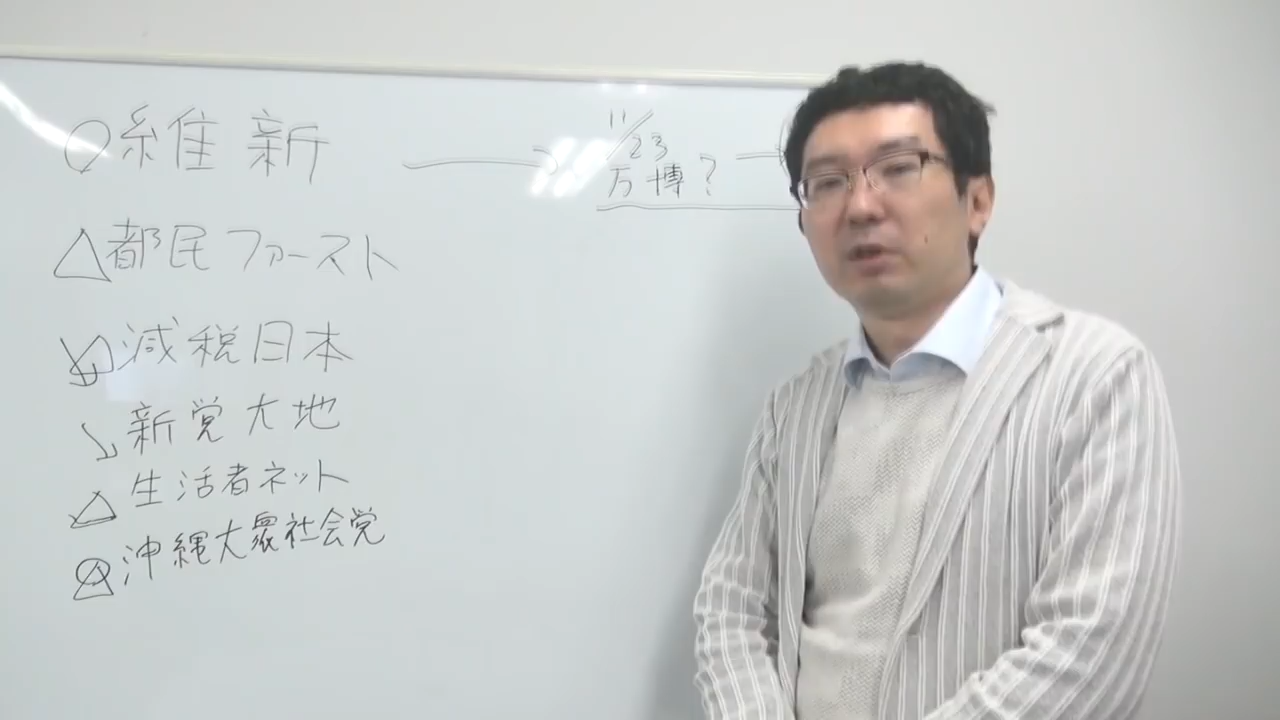 ○維新
11/23
万博?
△都民ファースト
減税日本
新党大地
△生活者ネット
沖縄大衆社会党